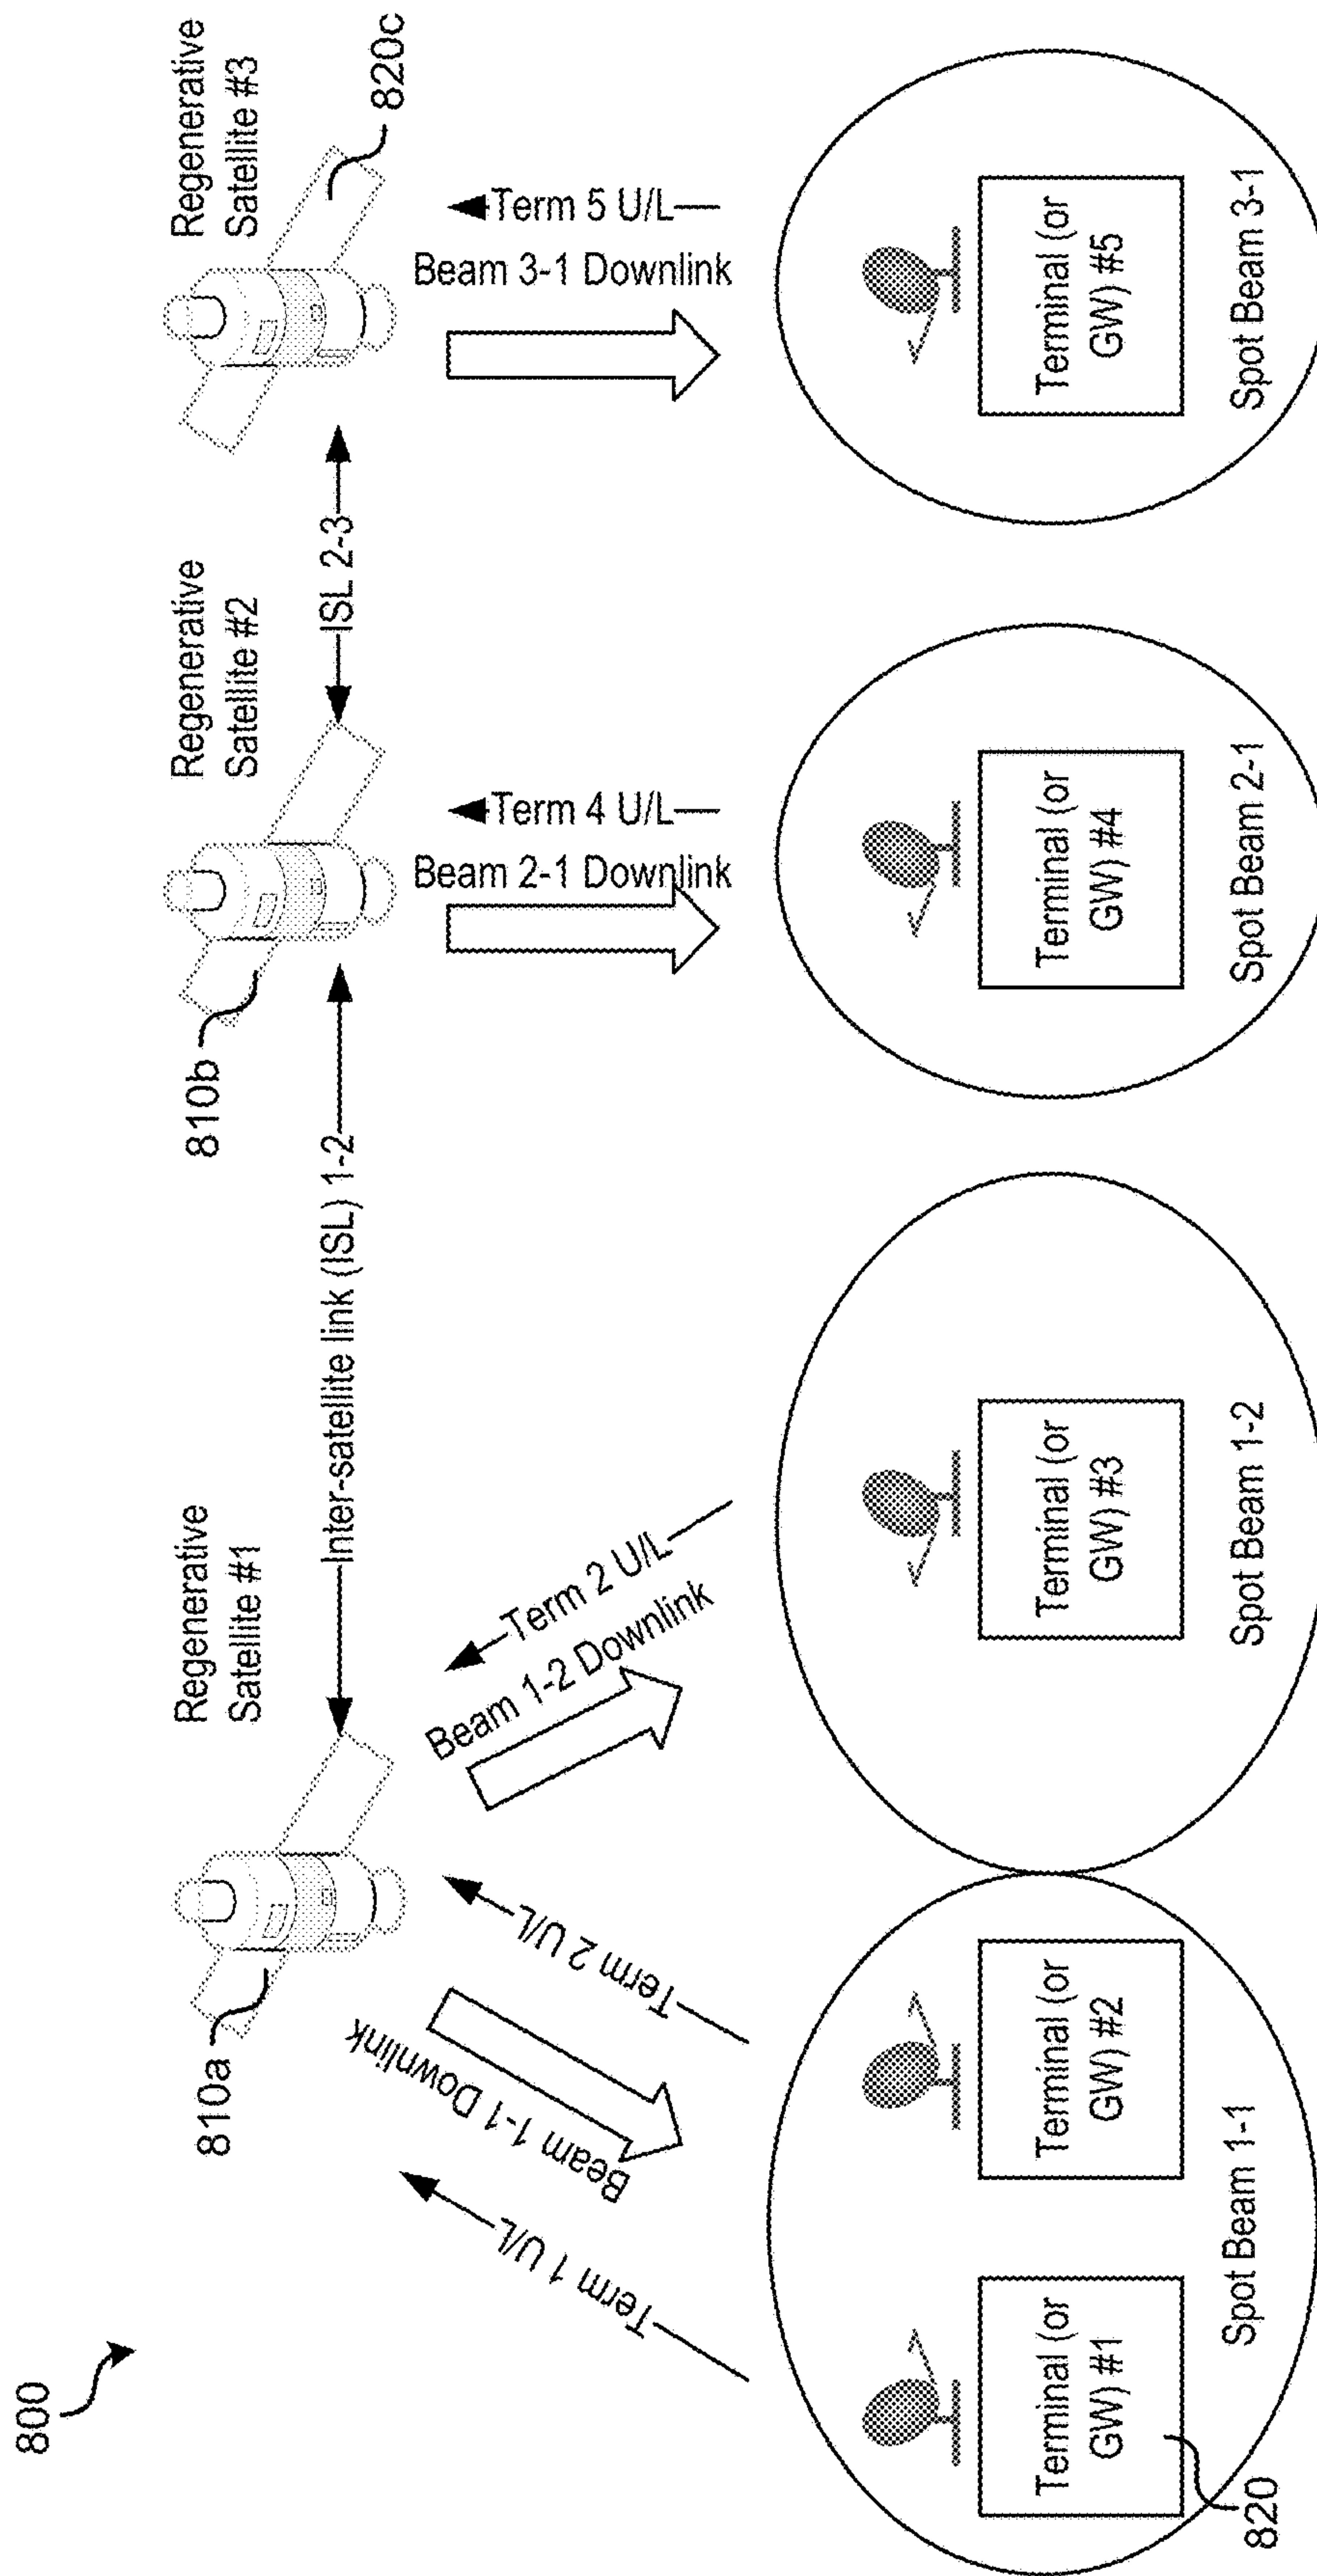 800
810a
Regenerative
Satellite #1
810b
Regenerative
Satellite #2
Regenerative
Satellite #3
820c
Inter-satellite link (ISL) 1-2
ISL 2-3
Term 1 U/L
Beam 1-1 Downlink
Term 2 U/L
Beam 1-2 Downlink
Term 2 U/L
Term 4 U/L
Beam 2-1 Downlink
Term 5 U/L
Beam 3-1 Downlink
Terminal (or
GW) #1
Terminal (or
GW) #2
Terminal (or
GW) #3
Terminal (or
GW) #4
Terminal (or
GW) #5
Spot Beam 1-1
Spot Beam 1-2
Spot Beam 2-1
Spot Beam 3-1
820